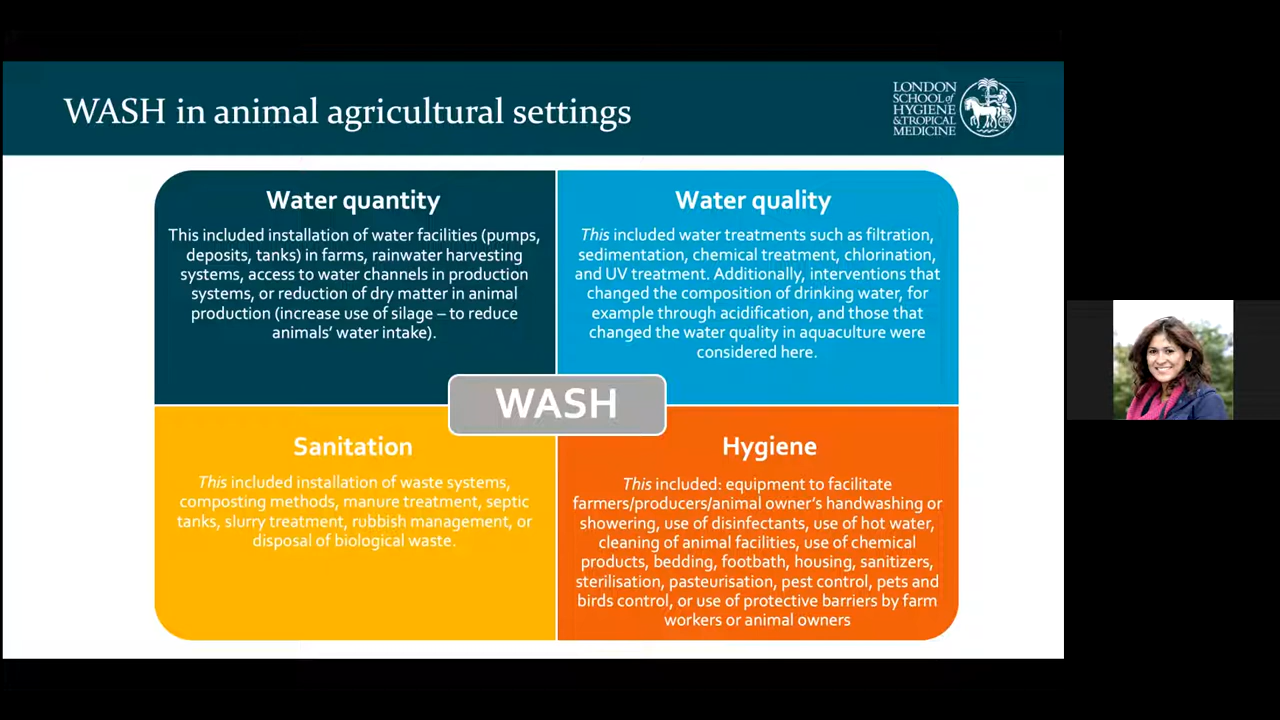 WASH in animal agricultural settings
LONDON
SCHOOL of
HYGIENE
& TROPICAL
MEDICINE
Water quantity
This included installation of water facilities (pumps,
deposits, tanks) in farms, rainwater harvesting
systems, access to water channels in production
systems, or reduction of dry matter in animal
production (increase use of silage – to reduce
animals' water intake).
Water quality
This included water treatments such as filtration,
sedimentation, chemical treatment, chlorination,
and UV treatment. Additionally, interventions that
changed the composition of drinking water, for
example through acidification, and those that
changed the water quality in aquaculture were
considered here.
WASH
Sanitation
This included installation of waste systems,
composting methods, manure treatment, septic
tanks, slurry treatment, rubbish management, or
disposal of biological waste.
Hygiene
This included: equipment to facilitate
farmers/producers/animal owner's handwashing or
showering, use of disinfectants, use of hot water,
cleaning of animal facilities, use of chemical
products, bedding, footbath, housing, sanitizers,
sterilisation, pasteurisation, pest control, pets and
birds control, or use of protective barriers by farm
workers or animal owners